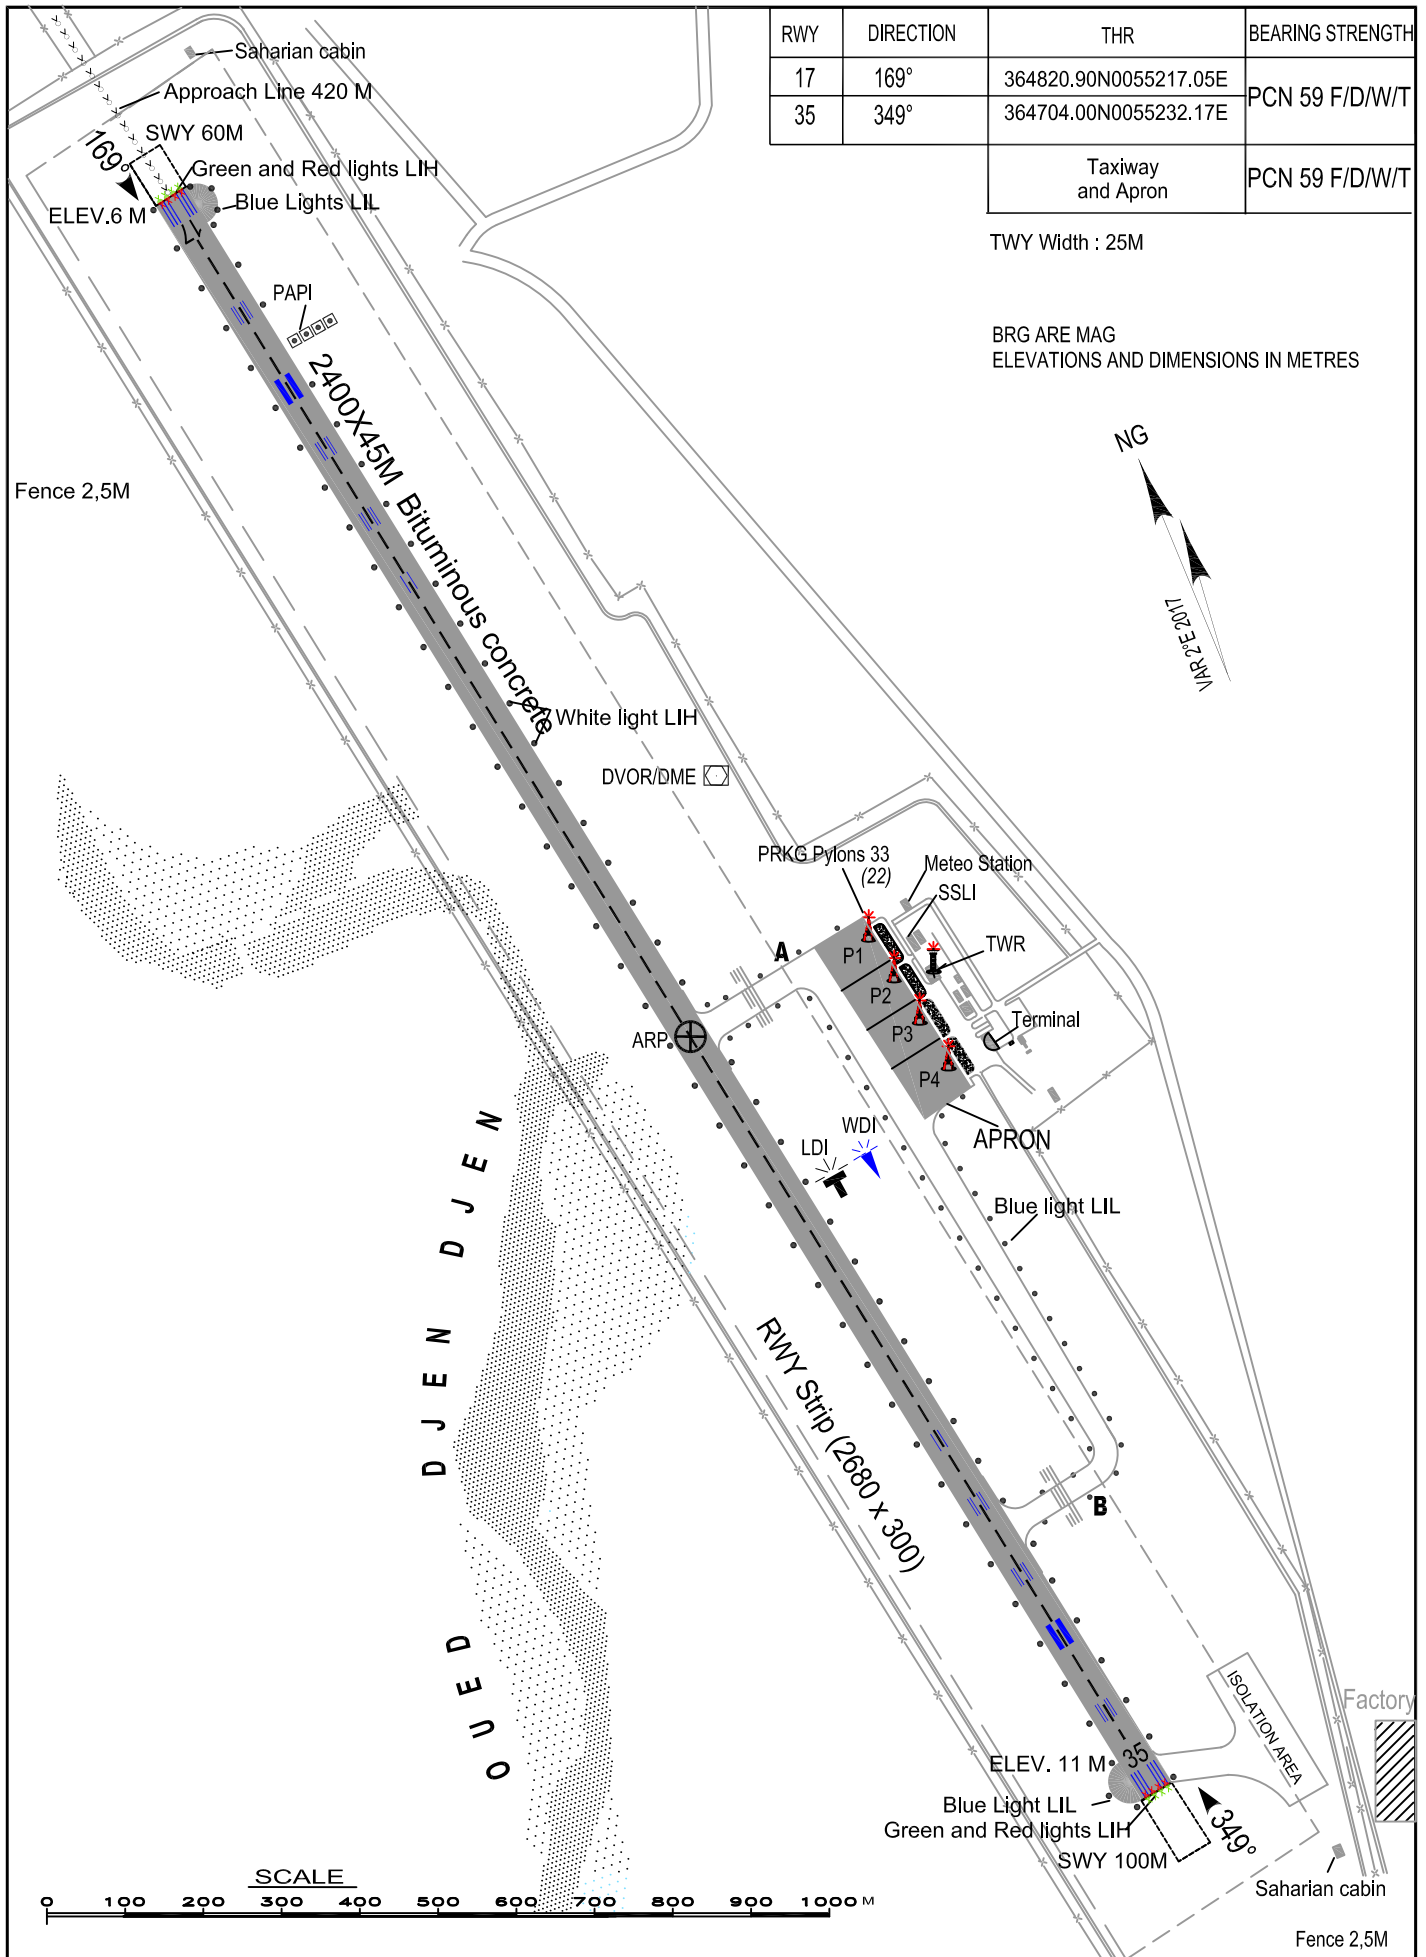 RWY DIRECTION THR BEARING STRENGTH
17 169° 364820.90N0055217.05E PCN 59 F/D/W/T
35 349° 364704.00N0055232.17E
Taxiway
and Apron
PCN 59 F/D/W/T
TWY Width : 25M
BRG ARE MAG
ELEVATIONS AND DIMENSIONS IN METRES
NG
VAR 2°E 2017
Saharian cabin
Approach Line 420 M
SWY 60M
169°
Green and Red lights LIH
ELEV.6 M
Blue Lights LIL
17
PAPI
2400X45M Bituminous concrete
Fence 2,5M
White light LIH
DVOR/DME
PRKG Pylons 33
(22)
Meteo Station
SSLI
TWR
A
P1
P2
P3
P4
Terminal
ARP
APRON
WDI
LDI
Blue light LIL
RWY Strip (2680 x 300)
B
OUED DJEN DJEN
ISOLATION AREA
Factory
35
ELEV. 11 M
Blue Light LIL
Green and Red lights LIH
349°
SWY 100M
Saharian cabin
SCALE
0 100 200 300 400 500 600 700 800 900 1000 M
Fence 2,5M